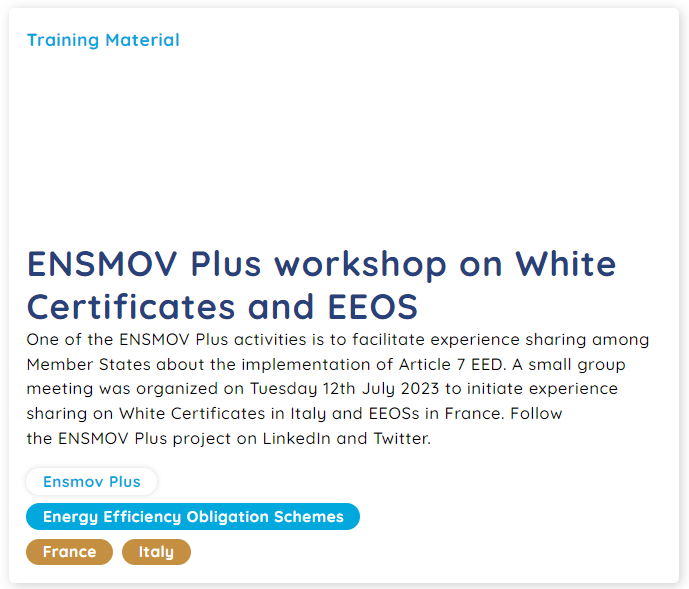 Training Material
ENSMOV Plus workshop on White
Certificates and EEOS
One of the ENSMOV Plus activities is to facilitate experience sharing among
Member States about the implementation of Article 7 EED. A small group
meeting was organized on Tuesday 12th July 2023 to initiate experience
sharing on White Certificates in Italy and EEOSs in France. Follow
the ENSMOV Plus project on LinkedIn and Twitter.
Ensmov Plus
Energy Efficiency Obligation Schemes
France Italy